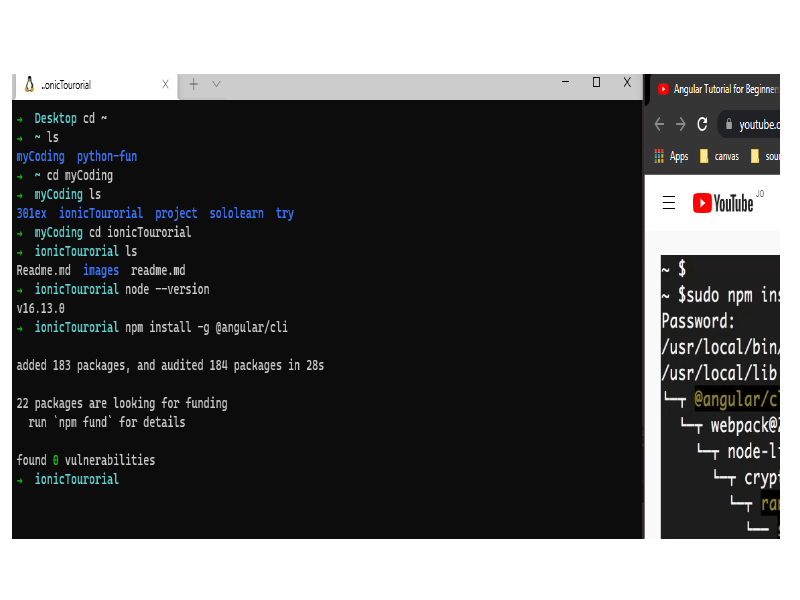 ..onicTourorial
→ Desktop cd ~
→ ~ ls
myCoding python-fun
→ ~ cd myCoding
→ myCoding ls
301ex ionicTourorial project sololearn try
→ myCoding cd ionicTourorial
→ ionicTourorial ls
Readme.md images readme.md
→ ionicTourorial node --version
v16.13.0
→ ionicTourorial npm install -g @angular/cli
added 183 packages, and audited 184 packages in 28s
22 packages are looking for funding
run `npm fund` for details
found 0 vulnerabilities
→ ionicTourorial
Angular Tutorial for Beginner
youtube.c
Apps canvas sou
YouTube JO
~ $
~ $sudo npm ins
Password:
/usr/local/bin/
/usr/local/lib
@angular/cl
webpack@2
node-li
cryp
ra